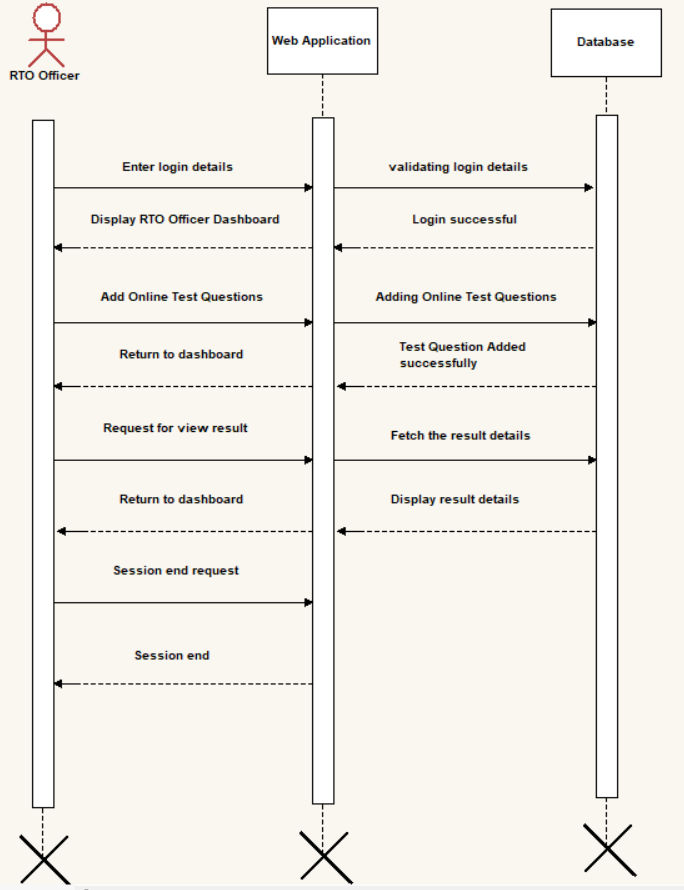 RTO Officer
Web Application
Database
Enter login details
validating login details
Display RTO Officer Dashboard
Login successful
Add Online Test Questions
Adding Online Test Questions
Return to dashboard
Test Question Added
successfully
Request for view result
Fetch the result details
Return to dashboard
Display result details
Session end request
Session end